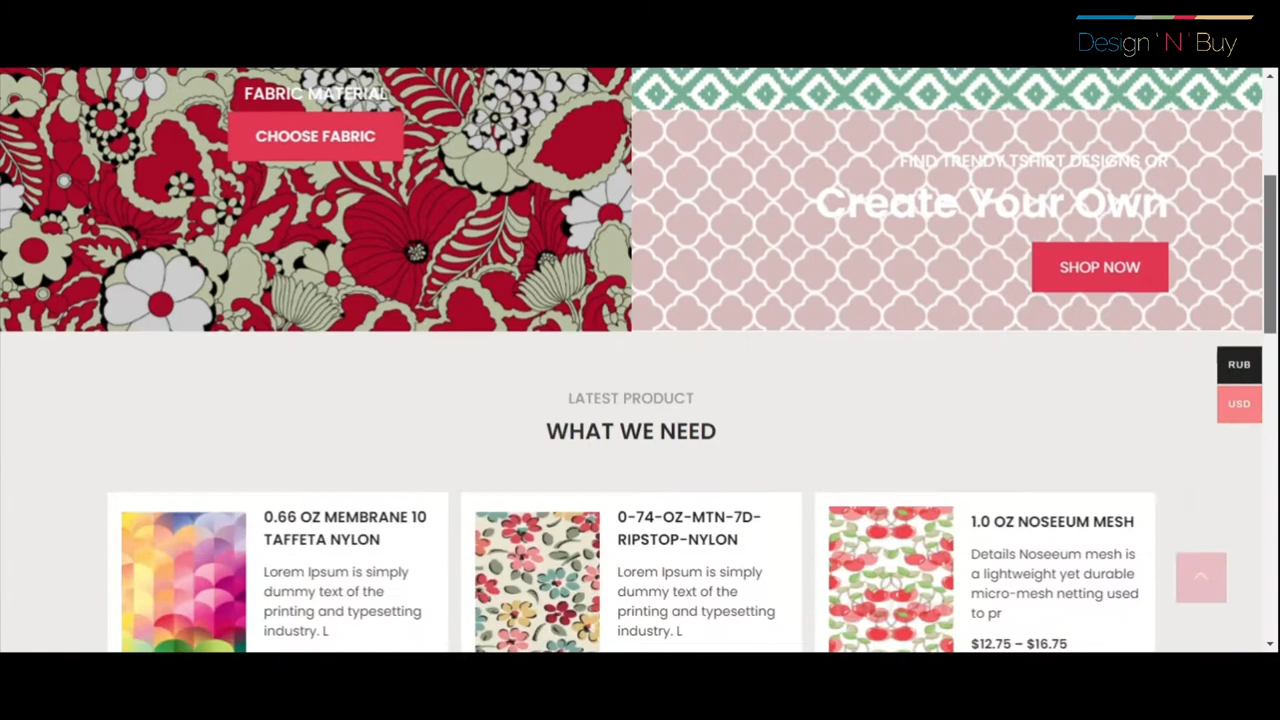 Design 'N' Buy
FABRIC MATERIAL
CHOOSE FABRIC
FIND TRENDY TSHIRT DESIGNS OR
Create Your Own
SHOP NOW
RUB
USD
LATEST PRODUCT
WHAT WE NEED
0.66 OZ MEMBRANE 10
TAFFETA NYLON
Lorem Ipsum is simply
dummy text of the
printing and typesetting
industry. L
0-74-OZ-MTN-7D-
RIPSTOP-NYLON
Lorem Ipsum is simply
dummy text of the
printing and typesetting
industry. L
1.0 OZ NOSEEUM MESH
Details Noseeum mesh is
a lightweight yet durable
micro-mesh netting used
to pr
$12.75 – $16.75